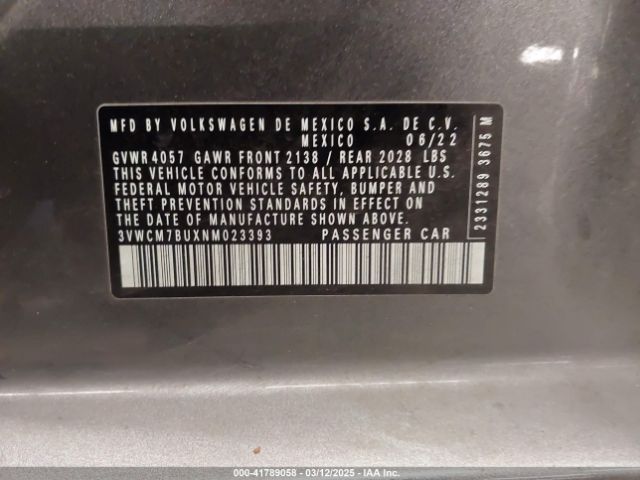 MFD BY VOLKSWAGEN DE MEXICO S.A. DE C.V.
MEXICO 06/22
GVWR 4057 GAWR FRONT 2138 / REAR 2028 LBS
THIS VEHICLE CONFORMS TO ALL APPLICABLE U.S.
FEDERAL MOTOR VEHICLE SAFETY, BUMPER AND
THEFT PREVENTION STANDARDS IN EFFECT ON
THE DATE OF MANUFACTURE SHOWN ABOVE.
3VWCM7BUXNM023393 PASSENGER CAR
2331289 3675 M
000-41789058 - 03/12/2025 - IAA Inc.